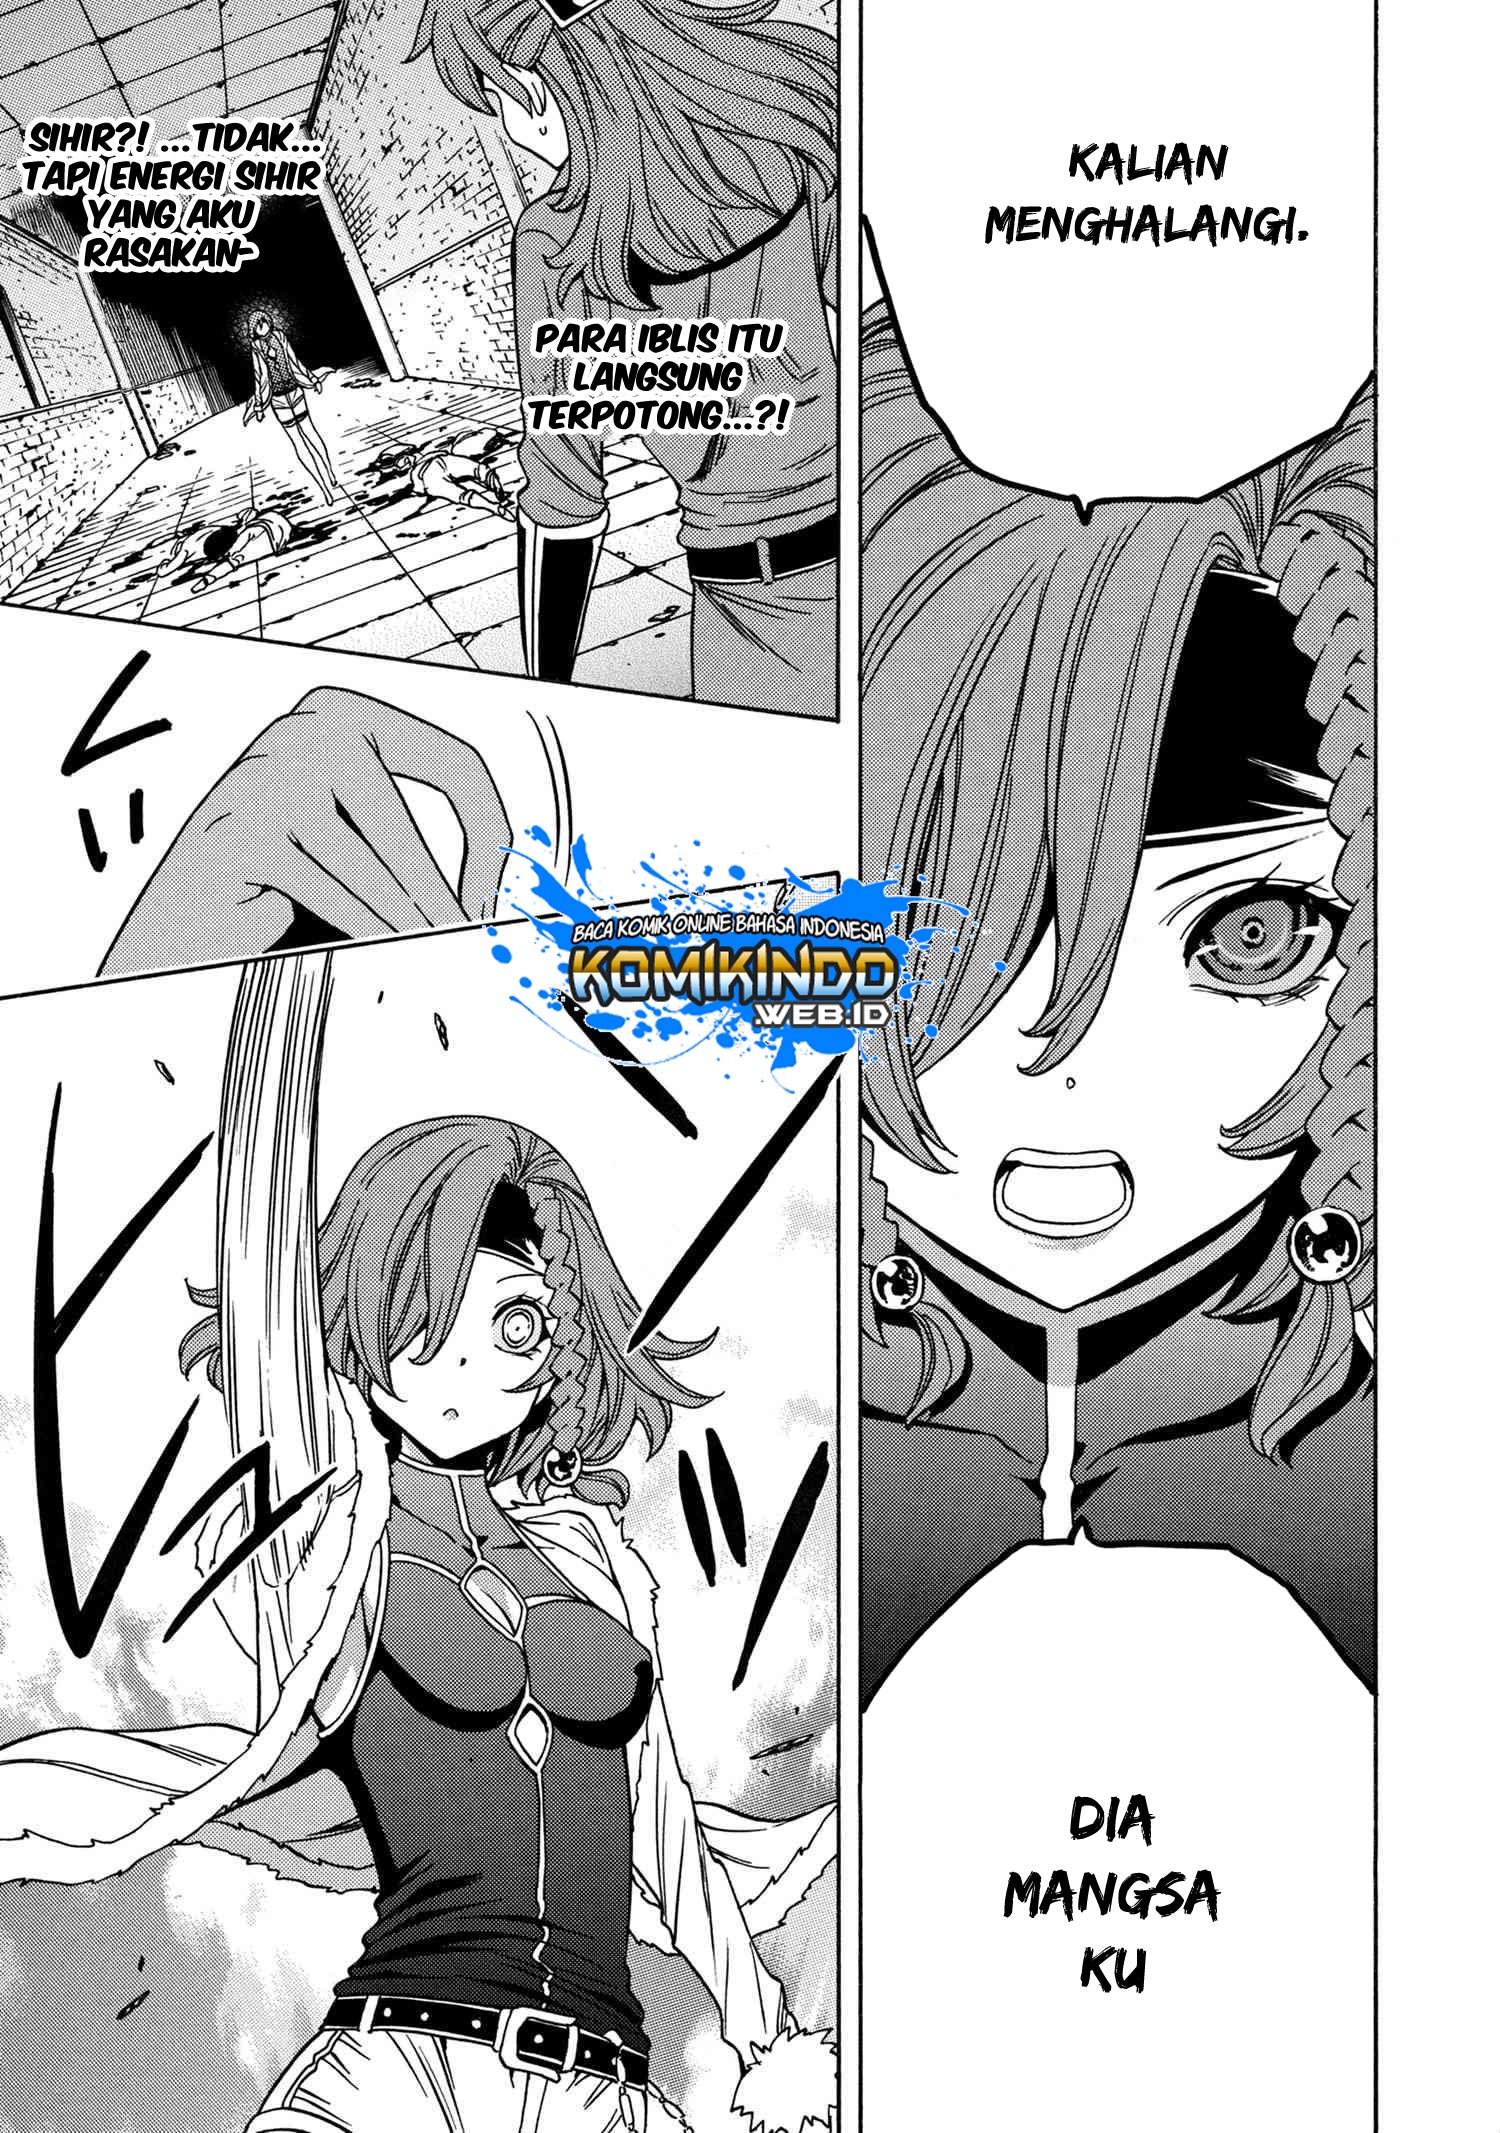 KALIAN
MENGHALANGI.
DIA
MANGSA
KU
PARA IBLIS ITU
LANGSUNG
TERPOTONG...?!
SIHIR?! ...TIDAK...
TAPI ENERGI SIHIR
YANG AKU
RASAKAN-
BACA KOMIK ONLINE BAHASA INDONESIA
KOMIKINDO
.WEB.ID